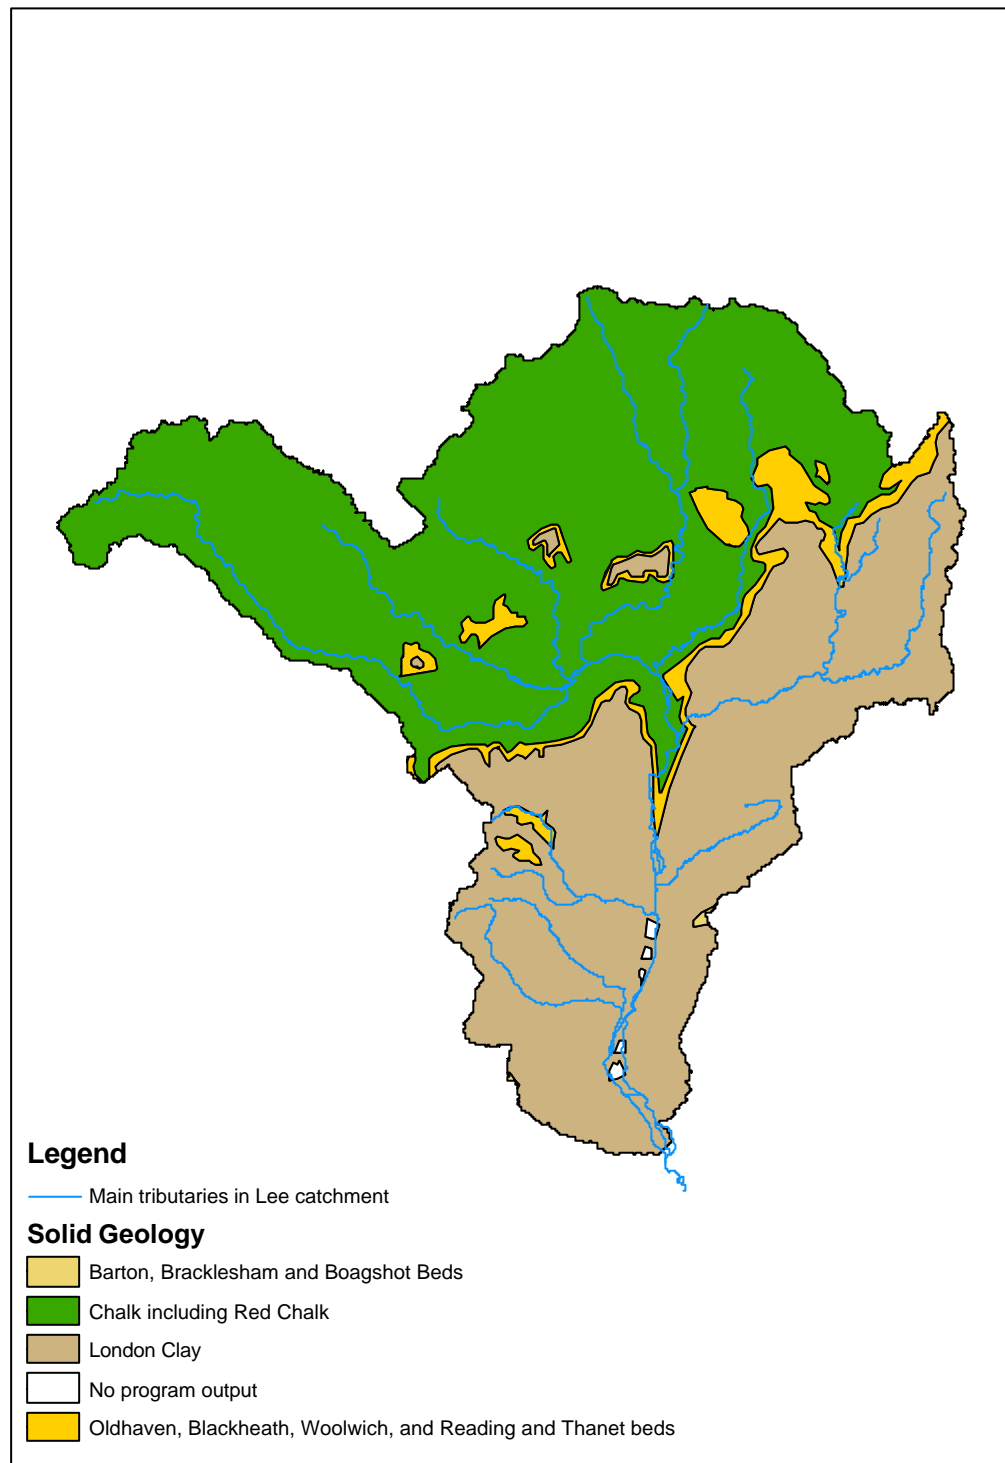 Legend
Main tributaries in Lee catchment
Solid Geology
Barton, Bracklesham and Boagshot Beds
Chalk including Red Chalk
London Clay
No program output
Oldhaven, Blackheath, Woolwich, and Reading and Thanet beds